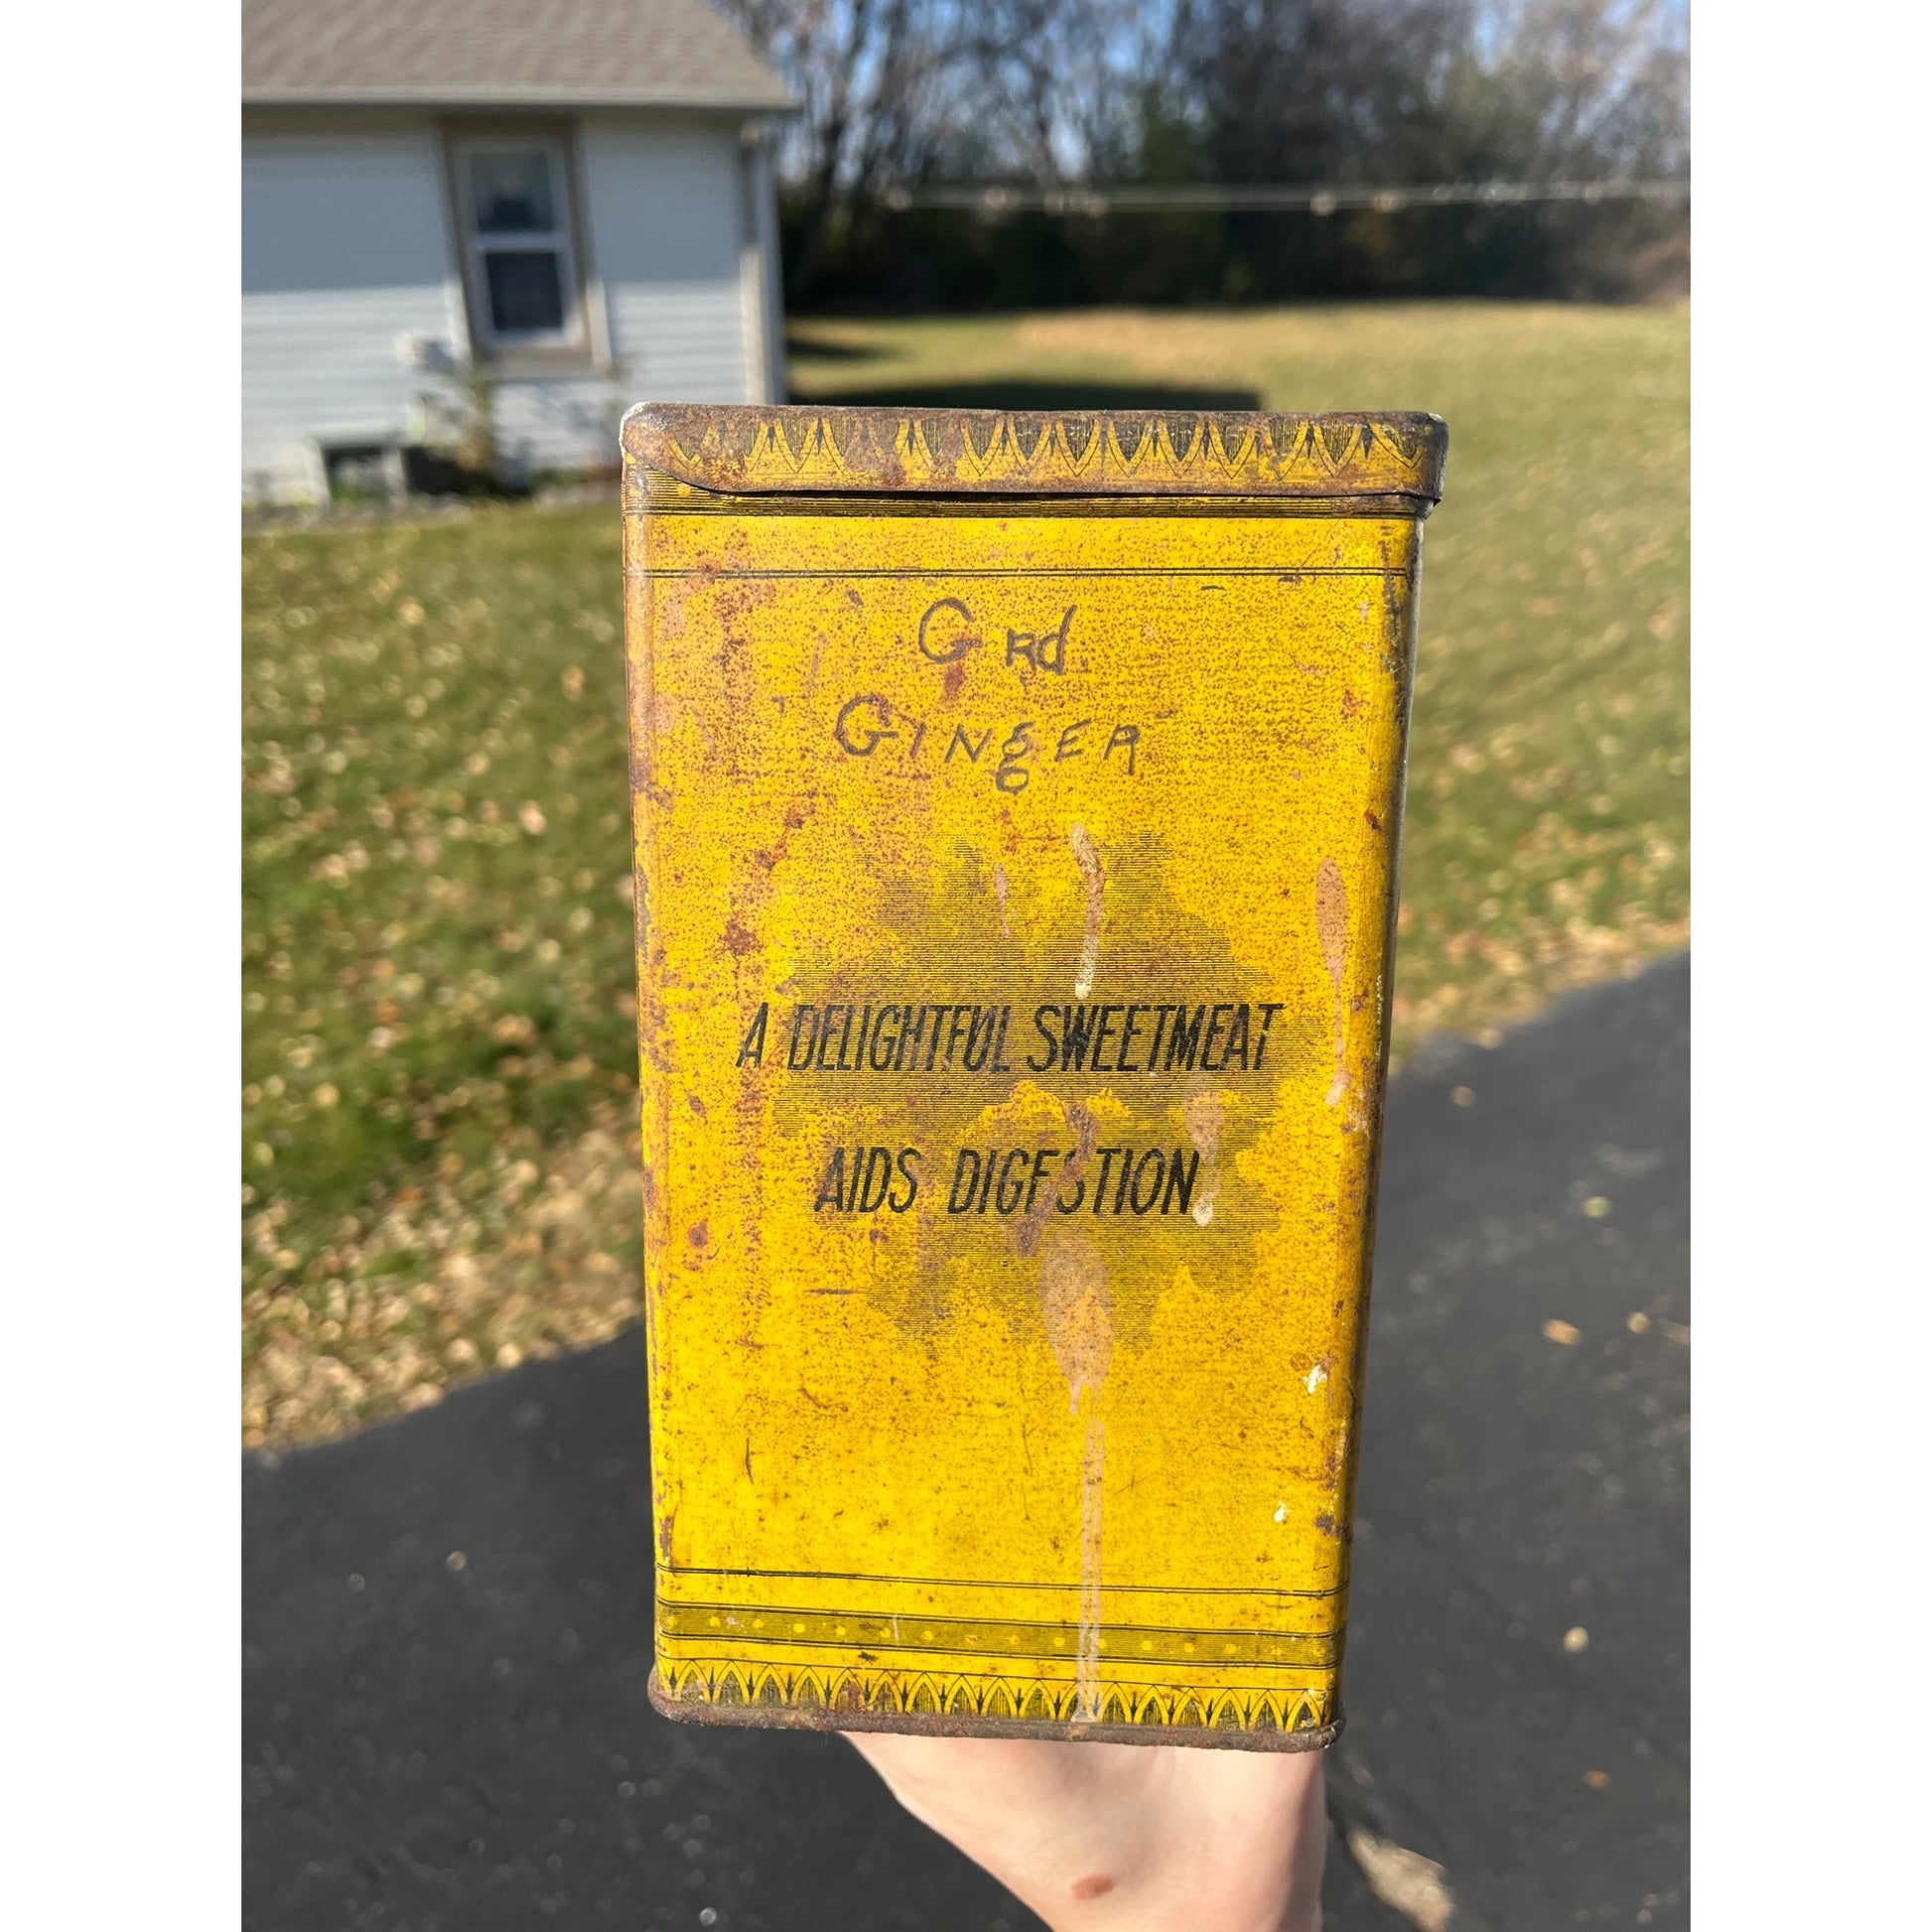 Grd
GINgER
A DELIGHTFUL SWEETMEAT
AIDS DIGESTION